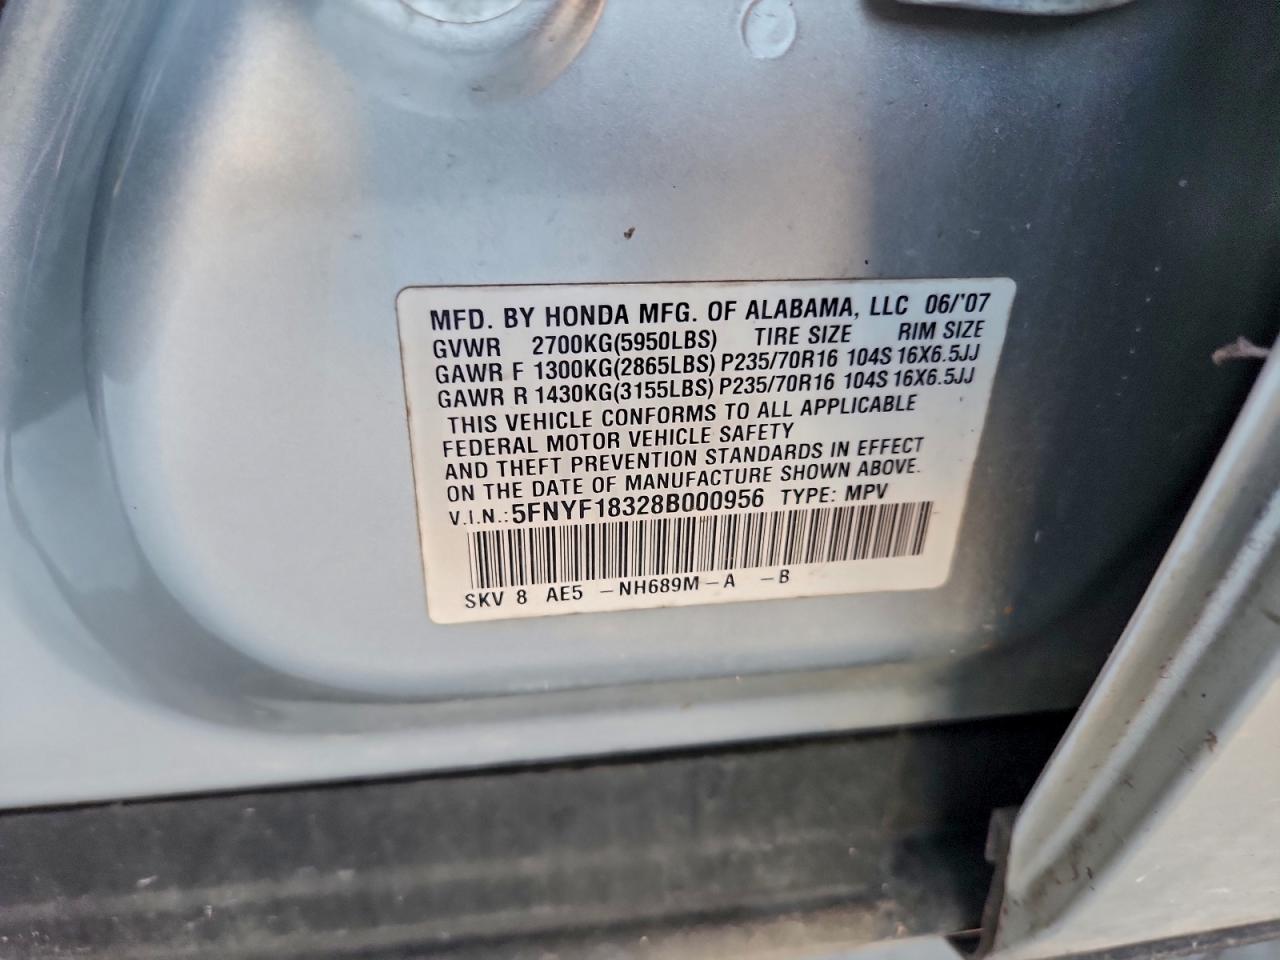 MFD. BY HONDA MFG. OF ALABAMA, LLC 06/'07
GVWR 2700KG(5950LBS) TIRE SIZE RIM SIZE
GAWR F 1300KG(2865LBS) P235/70R16 104S 16X6.5JJ
GAWR R 1430KG(3155LBS) P235/70R16 104S 16X6.5JJ
THIS VEHICLE CONFORMS TO ALL APPLICABLE
FEDERAL MOTOR VEHICLE SAFETY
AND THEFT PREVENTION STANDARDS IN EFFECT
ON THE DATE OF MANUFACTURE SHOWN ABOVE.
V.I.N.: 5FNYF18328B000956 TYPE: MPV
SKV 8 AE5 -NH689M-A -B